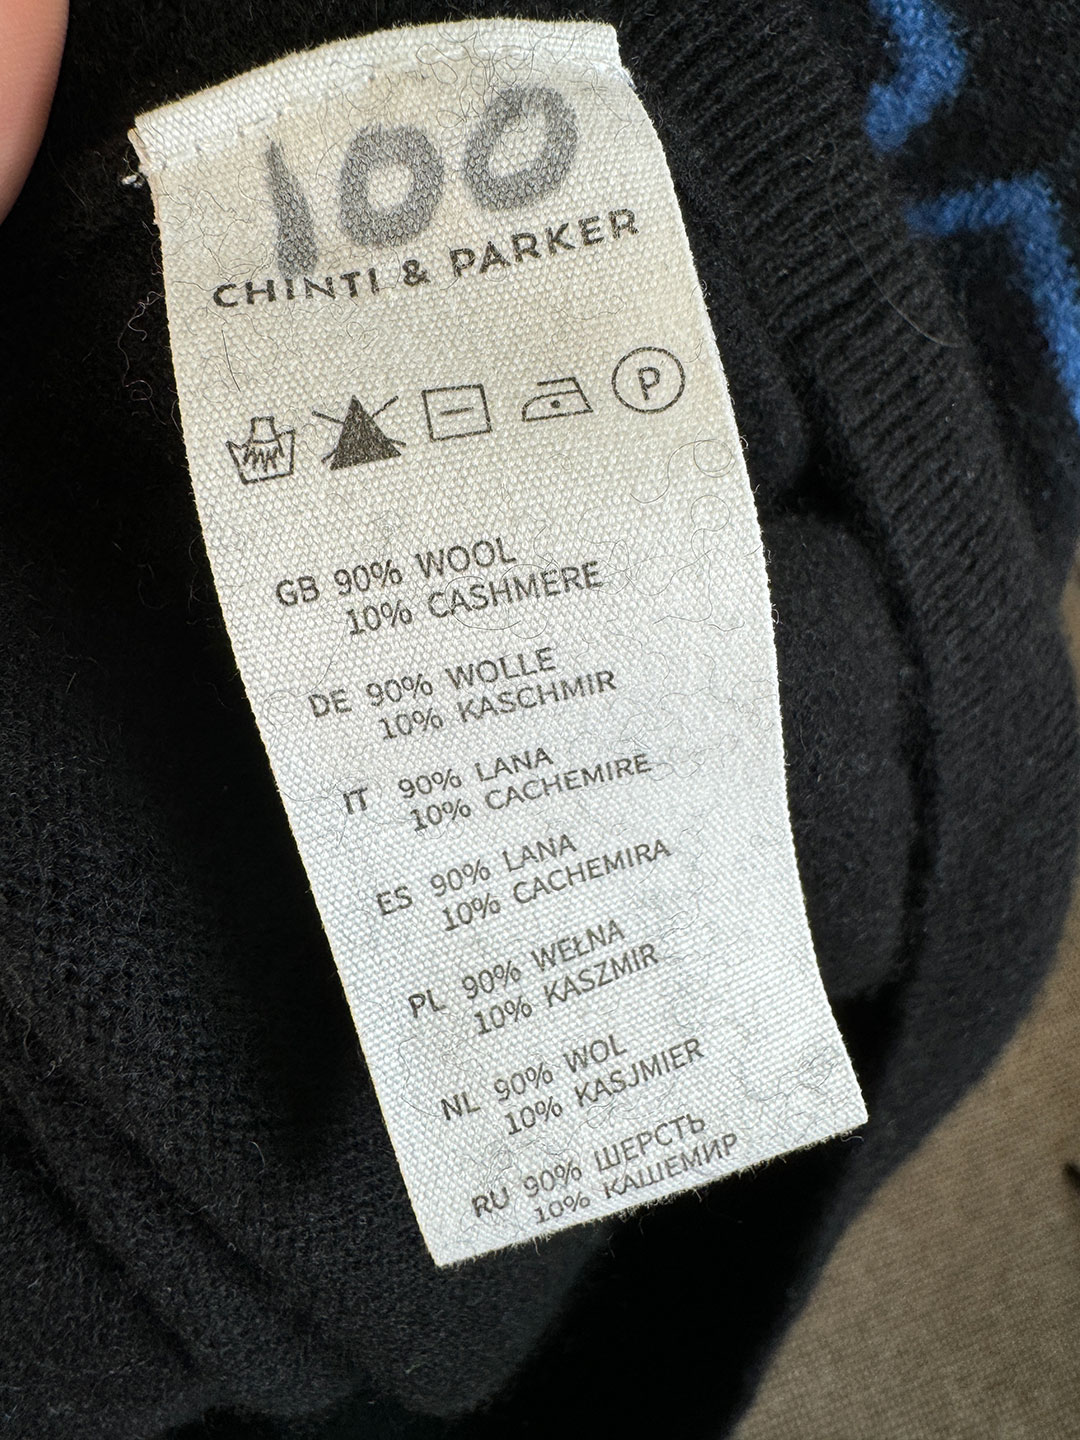 100
CHINTI & PARKER
P
GB 90% WOOL
10% CASHMERE
DE 90% WOLLE
10% KASCHMIR
IT 90% LANA
10% CACHEMIRE
ES 90% LANA
10% CACHEMIRA
PL 90% WEŁNA
10% KASZMIR
NL 90% WOL
10% KASJMIER
RU 90% ШЕРСТЬ
10% КАШЕМИР